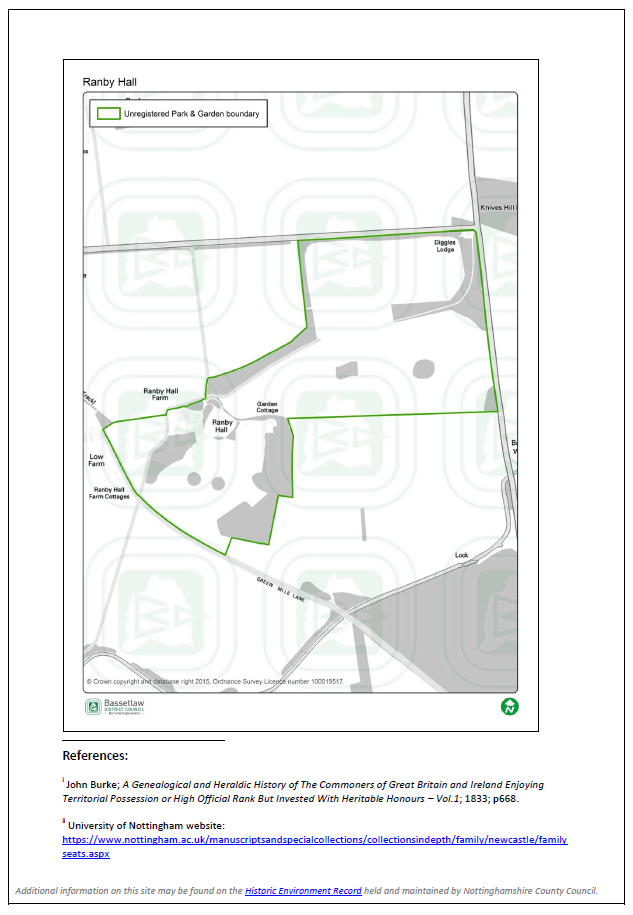 Ranby Hall
Unregistered Park & Garden boundary
Knives Hill
Diggles
Lodge
Track)
Ranby Hall
Farm
Garden
Cottage
Ranby
Hall
Low
Farm
Ranby Hall
Farm Cottages
Lock
GREEN MILE LANE
© Crown copyright and database right 2015. Ordnance Survey Licence number 100019517.
Bassetlaw
DISTRICT COUNCIL
N
References:
i John Burke; A Genealogical and Heraldic History of The Commoners of Great Britain and Ireland Enjoying
Territorial Possession or High Official Rank But Invested With Heritable Honours – Vol.1; 1833; p668.
ii University of Nottingham website:
https://www.nottingham.ac.uk/manuscriptsandspecialcollections/collectionsindepth/family/newcastle/family
seats.aspx
Additional information on this site may be found on the Historic Environment Record held and maintained by Nottinghamshire County Council.